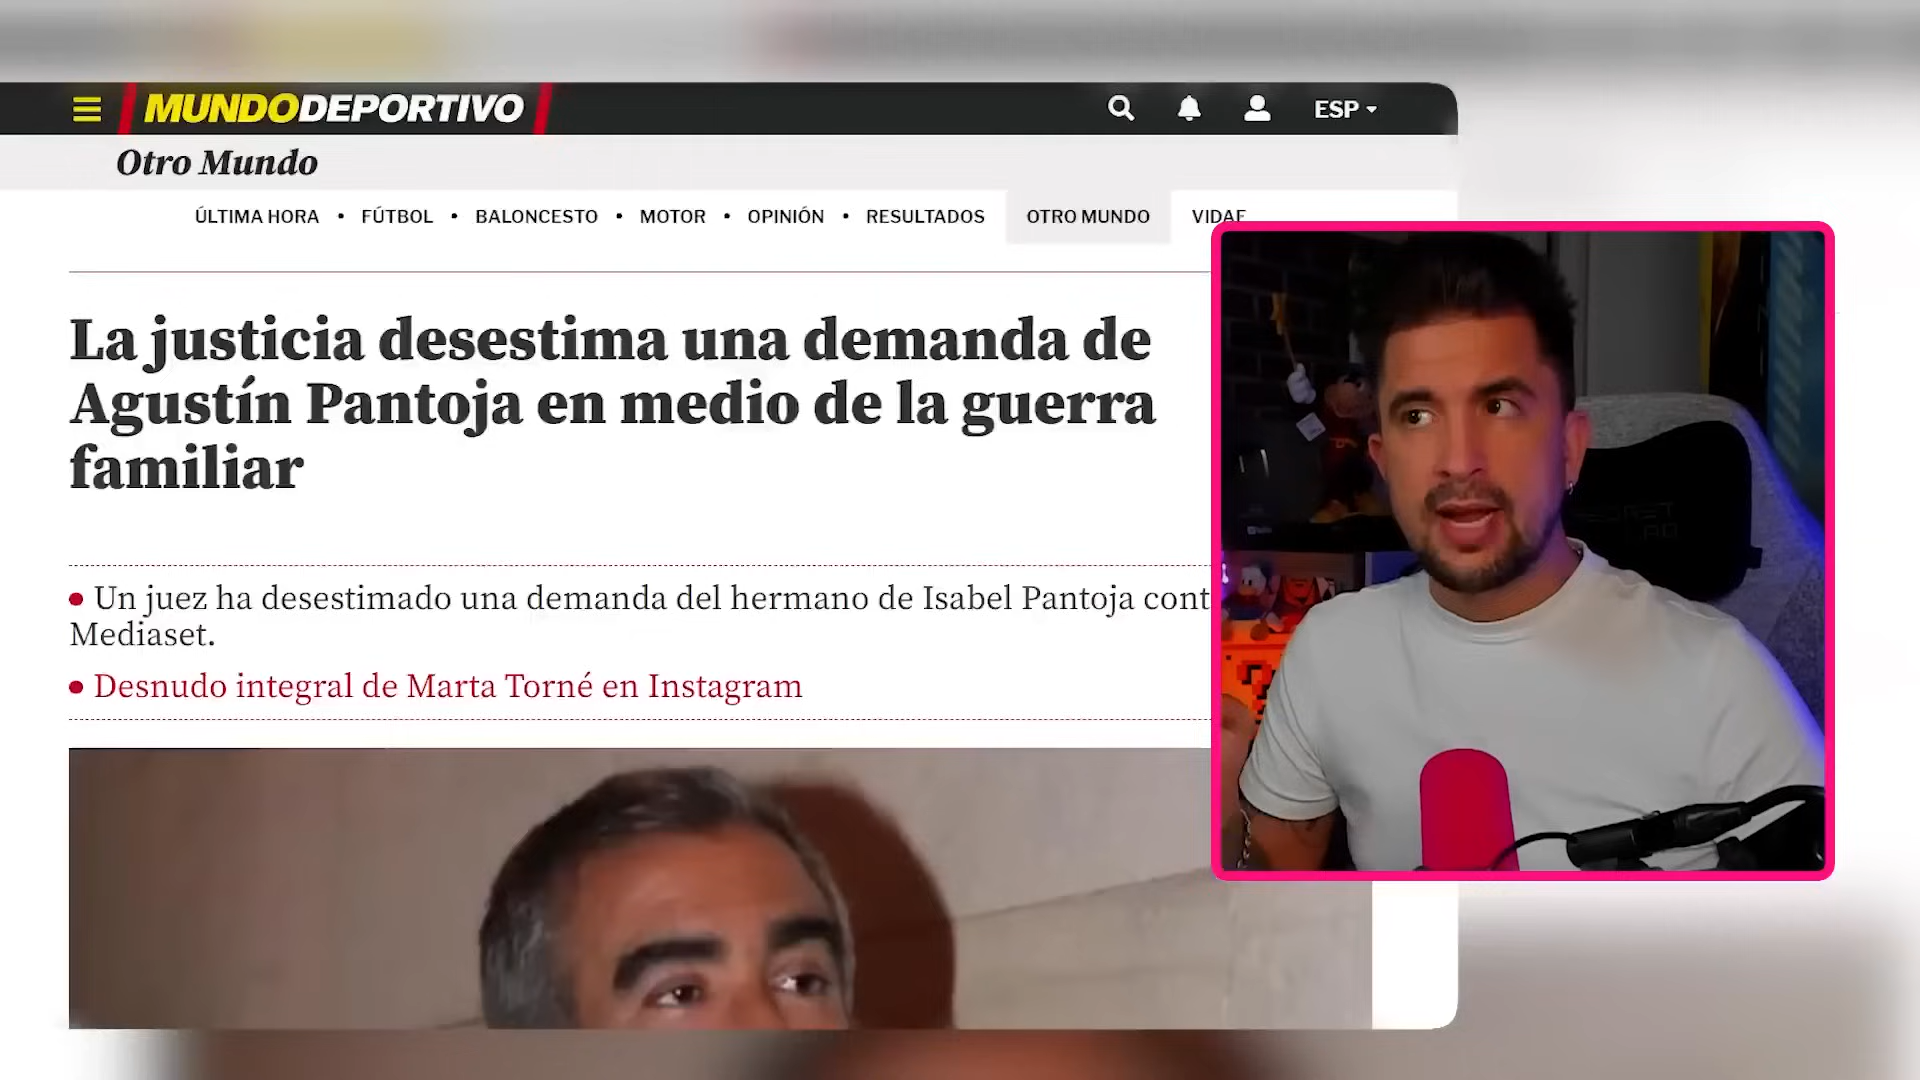 MUNDODEPORTIVO
ESP
Otro Mundo
ÚLTIMA HORA • FÚTBOL • BALONCESTO • MOTOR • OPINIÓN • RESULTADOS OTRO MUNDO
La justicia desestima una demanda de
Agustín Pantoja en medio de la guerra
familiar
• Un juez ha desestimado una demanda del hermano de Isabel Pantoja cont
Mediaset.
• Desnudo integral de Marta Torné en Instagram